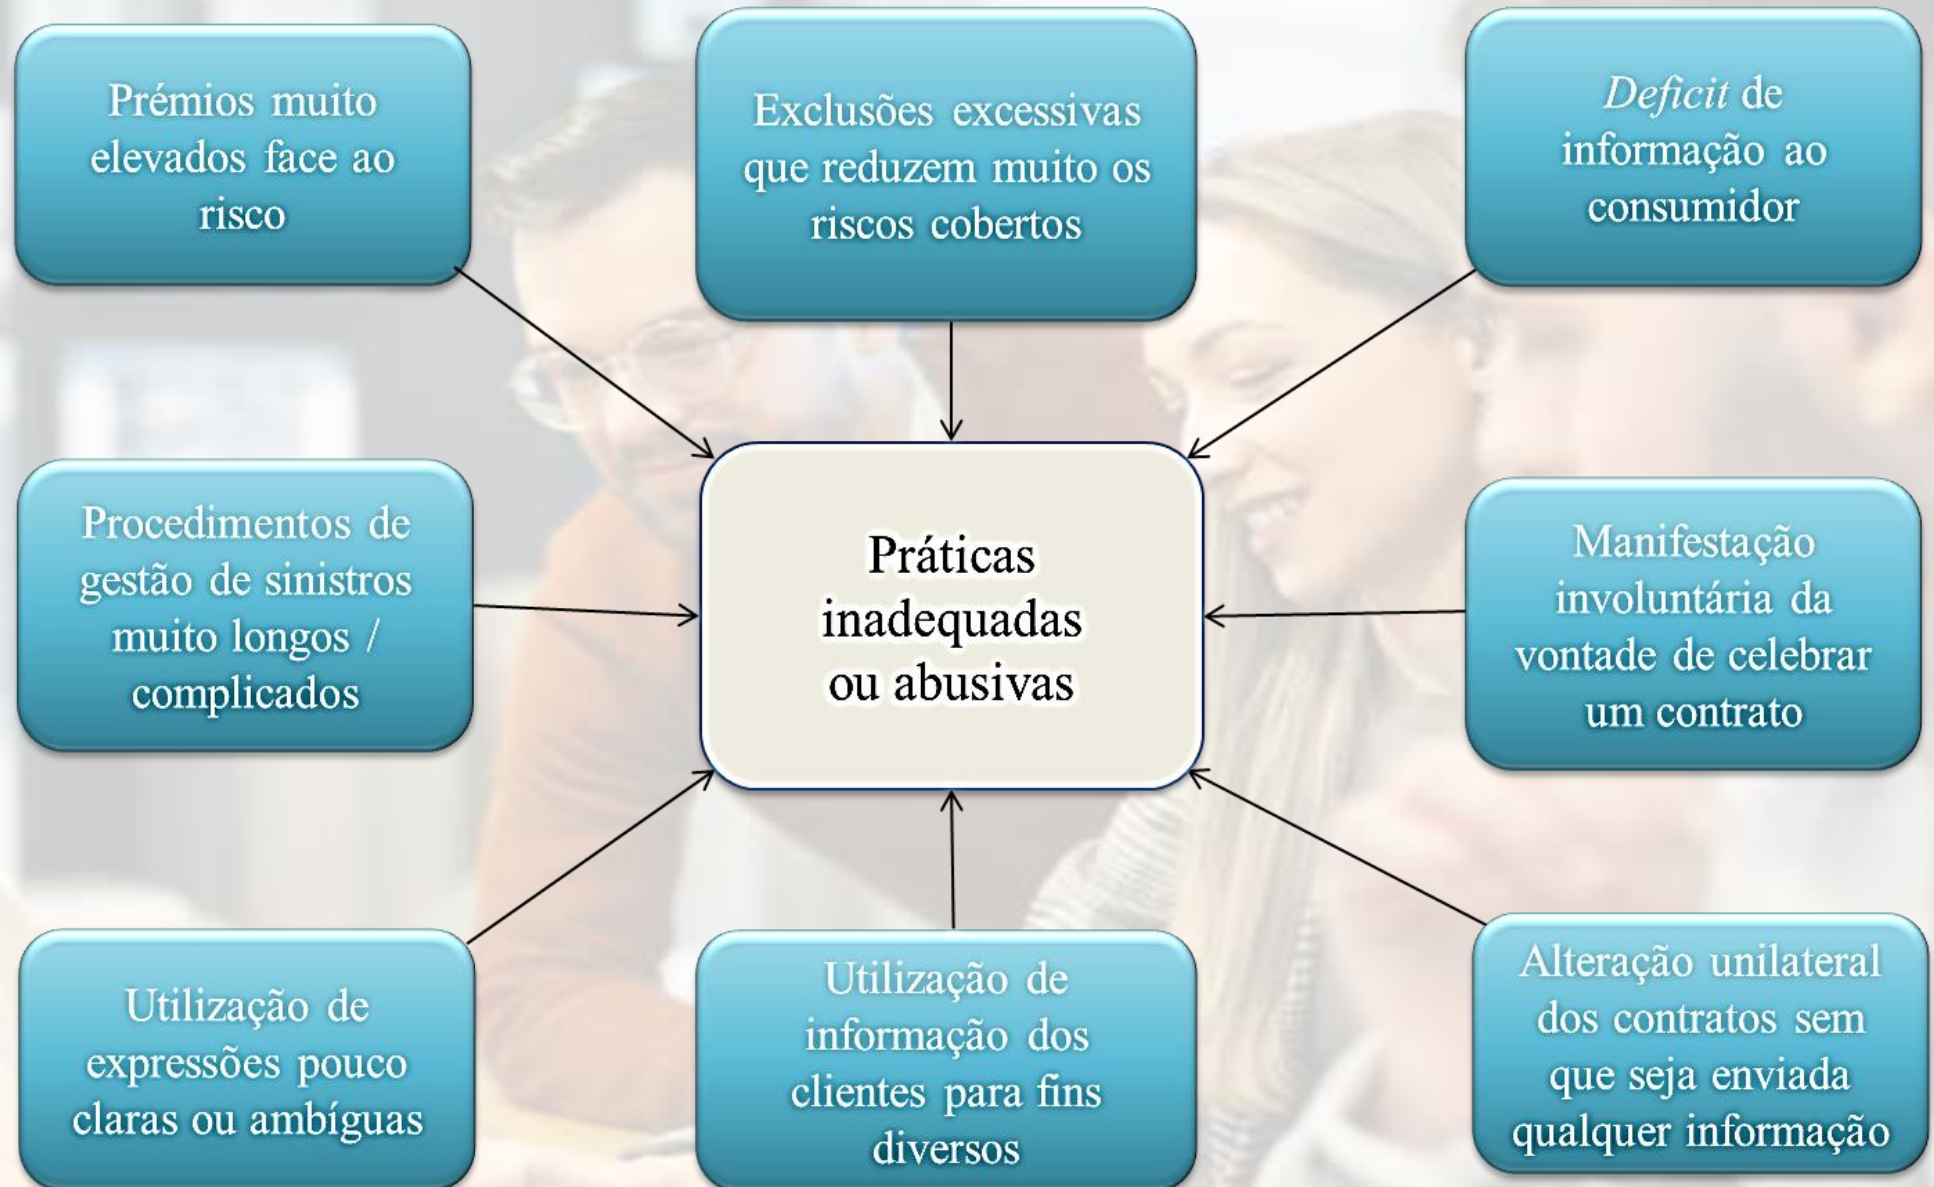 Prémios muito
elevados face ao
risco
Exclusões excessivas
que reduzem muito os
riscos cobertos
Deficit de
informação ao
consumidor
Procedimentos de
gestão de sinistros
muito longos /
complicados
Práticas
inadequadas
ou abusivas
Manifestação
involuntária da
vontade de celebrar
um contrato
Utilização de
expressões pouco
claras ou ambíguas
Utilização de
informação dos
clientes para fins
diversos
Alteração unilateral
dos contratos sem
que seja enviada
qualquer informação